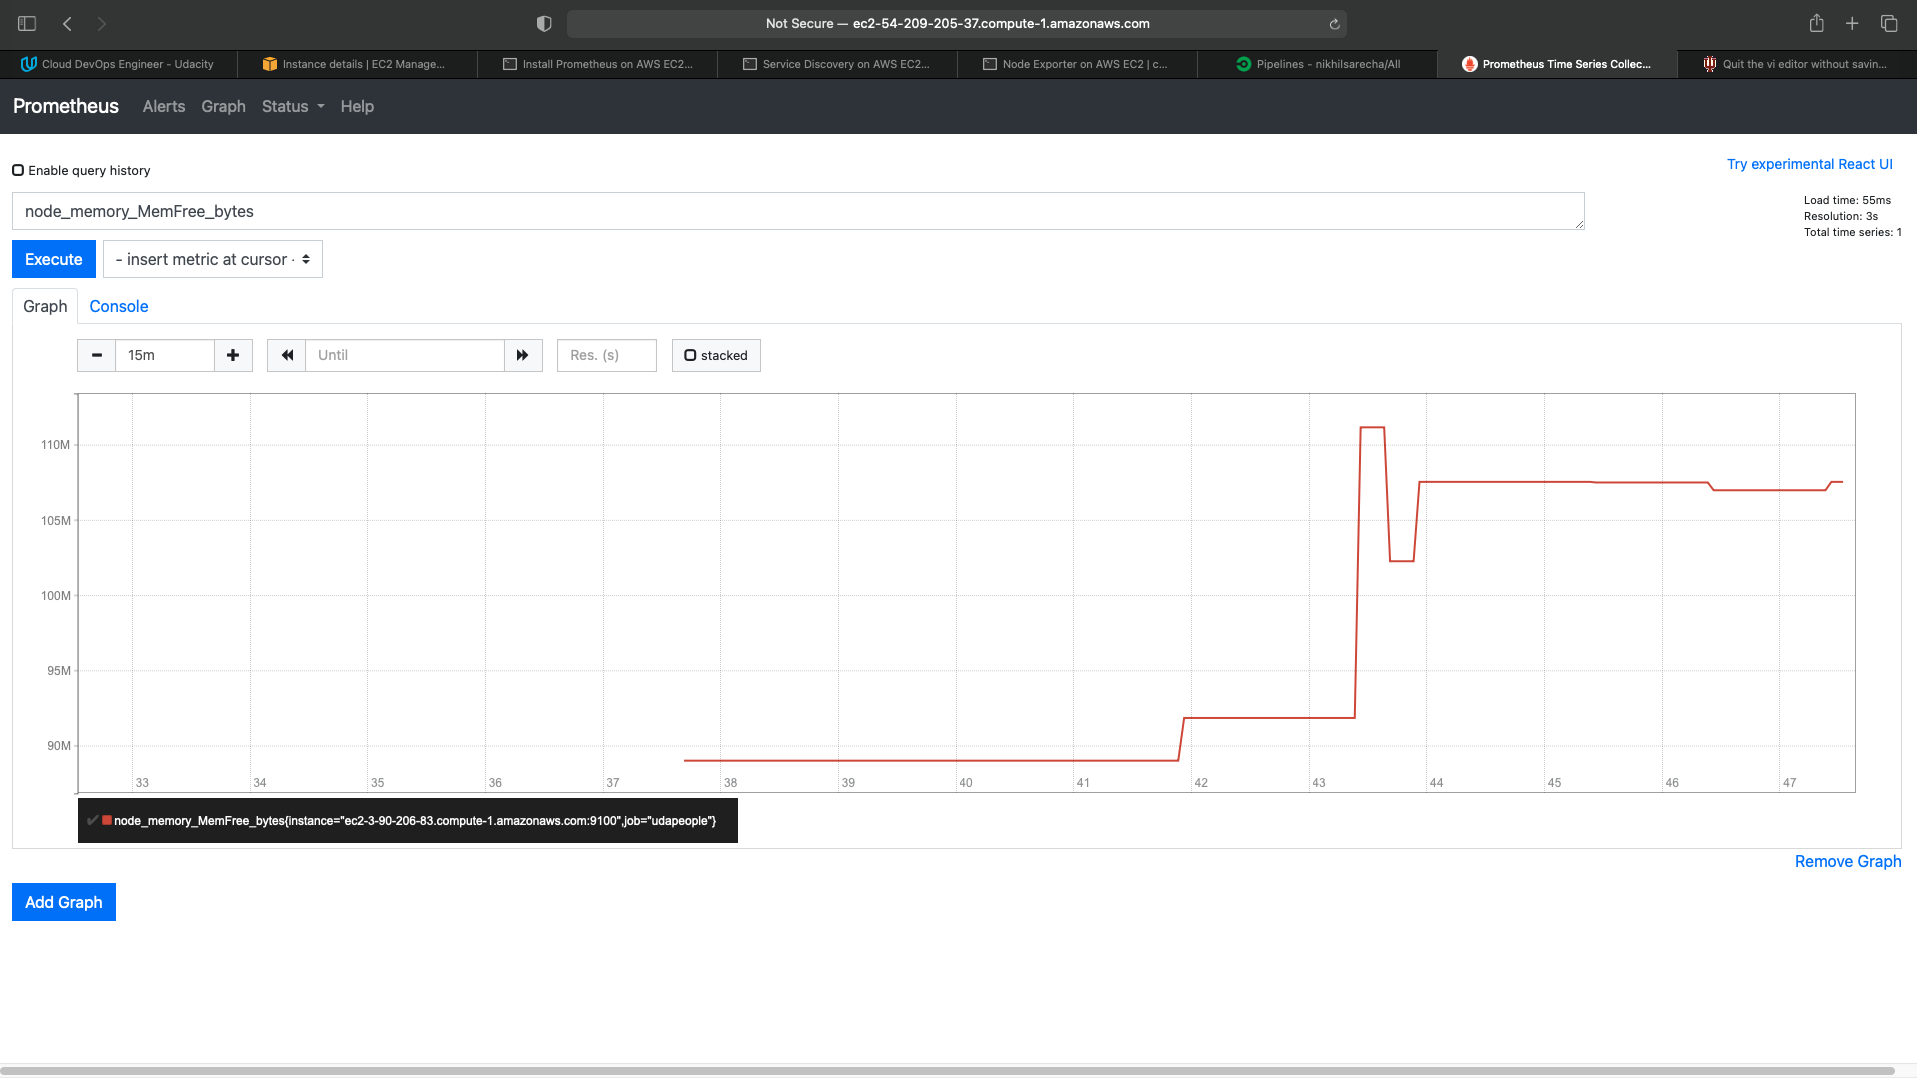 Not Secure — ec2-54-209-205-37.compute-1.amazonaws.com
Cloud DevOps Engineer - Udacity
Instance details | EC2 Manage...
Install Prometheus on AWS EC2...
Service Discovery on AWS EC2...
Node Exporter on AWS EC2 | c...
Pipelines - nikhilsarecha/All
Prometheus Time Series Collec...
Quit the vi editor without savin...
Prometheus Alerts Graph Status Help
Enable query history
Try experimental React UI
node_memory_MemFree_bytes
Load time: 55ms
Resolution: 3s
Total time series: 1
Execute
- insert metric at cursor -
Graph Console
15m
Until
Res. (s)
stacked
110M
105M
100M
95M
90M
33 34 35 36 37 38 39 40 41 42 43 44 45 46 47
node_memory_MemFree_bytes{instance="ec2-3-90-206-83.compute-1.amazonaws.com:9100",job="udapeople"}
Remove Graph
Add Graph